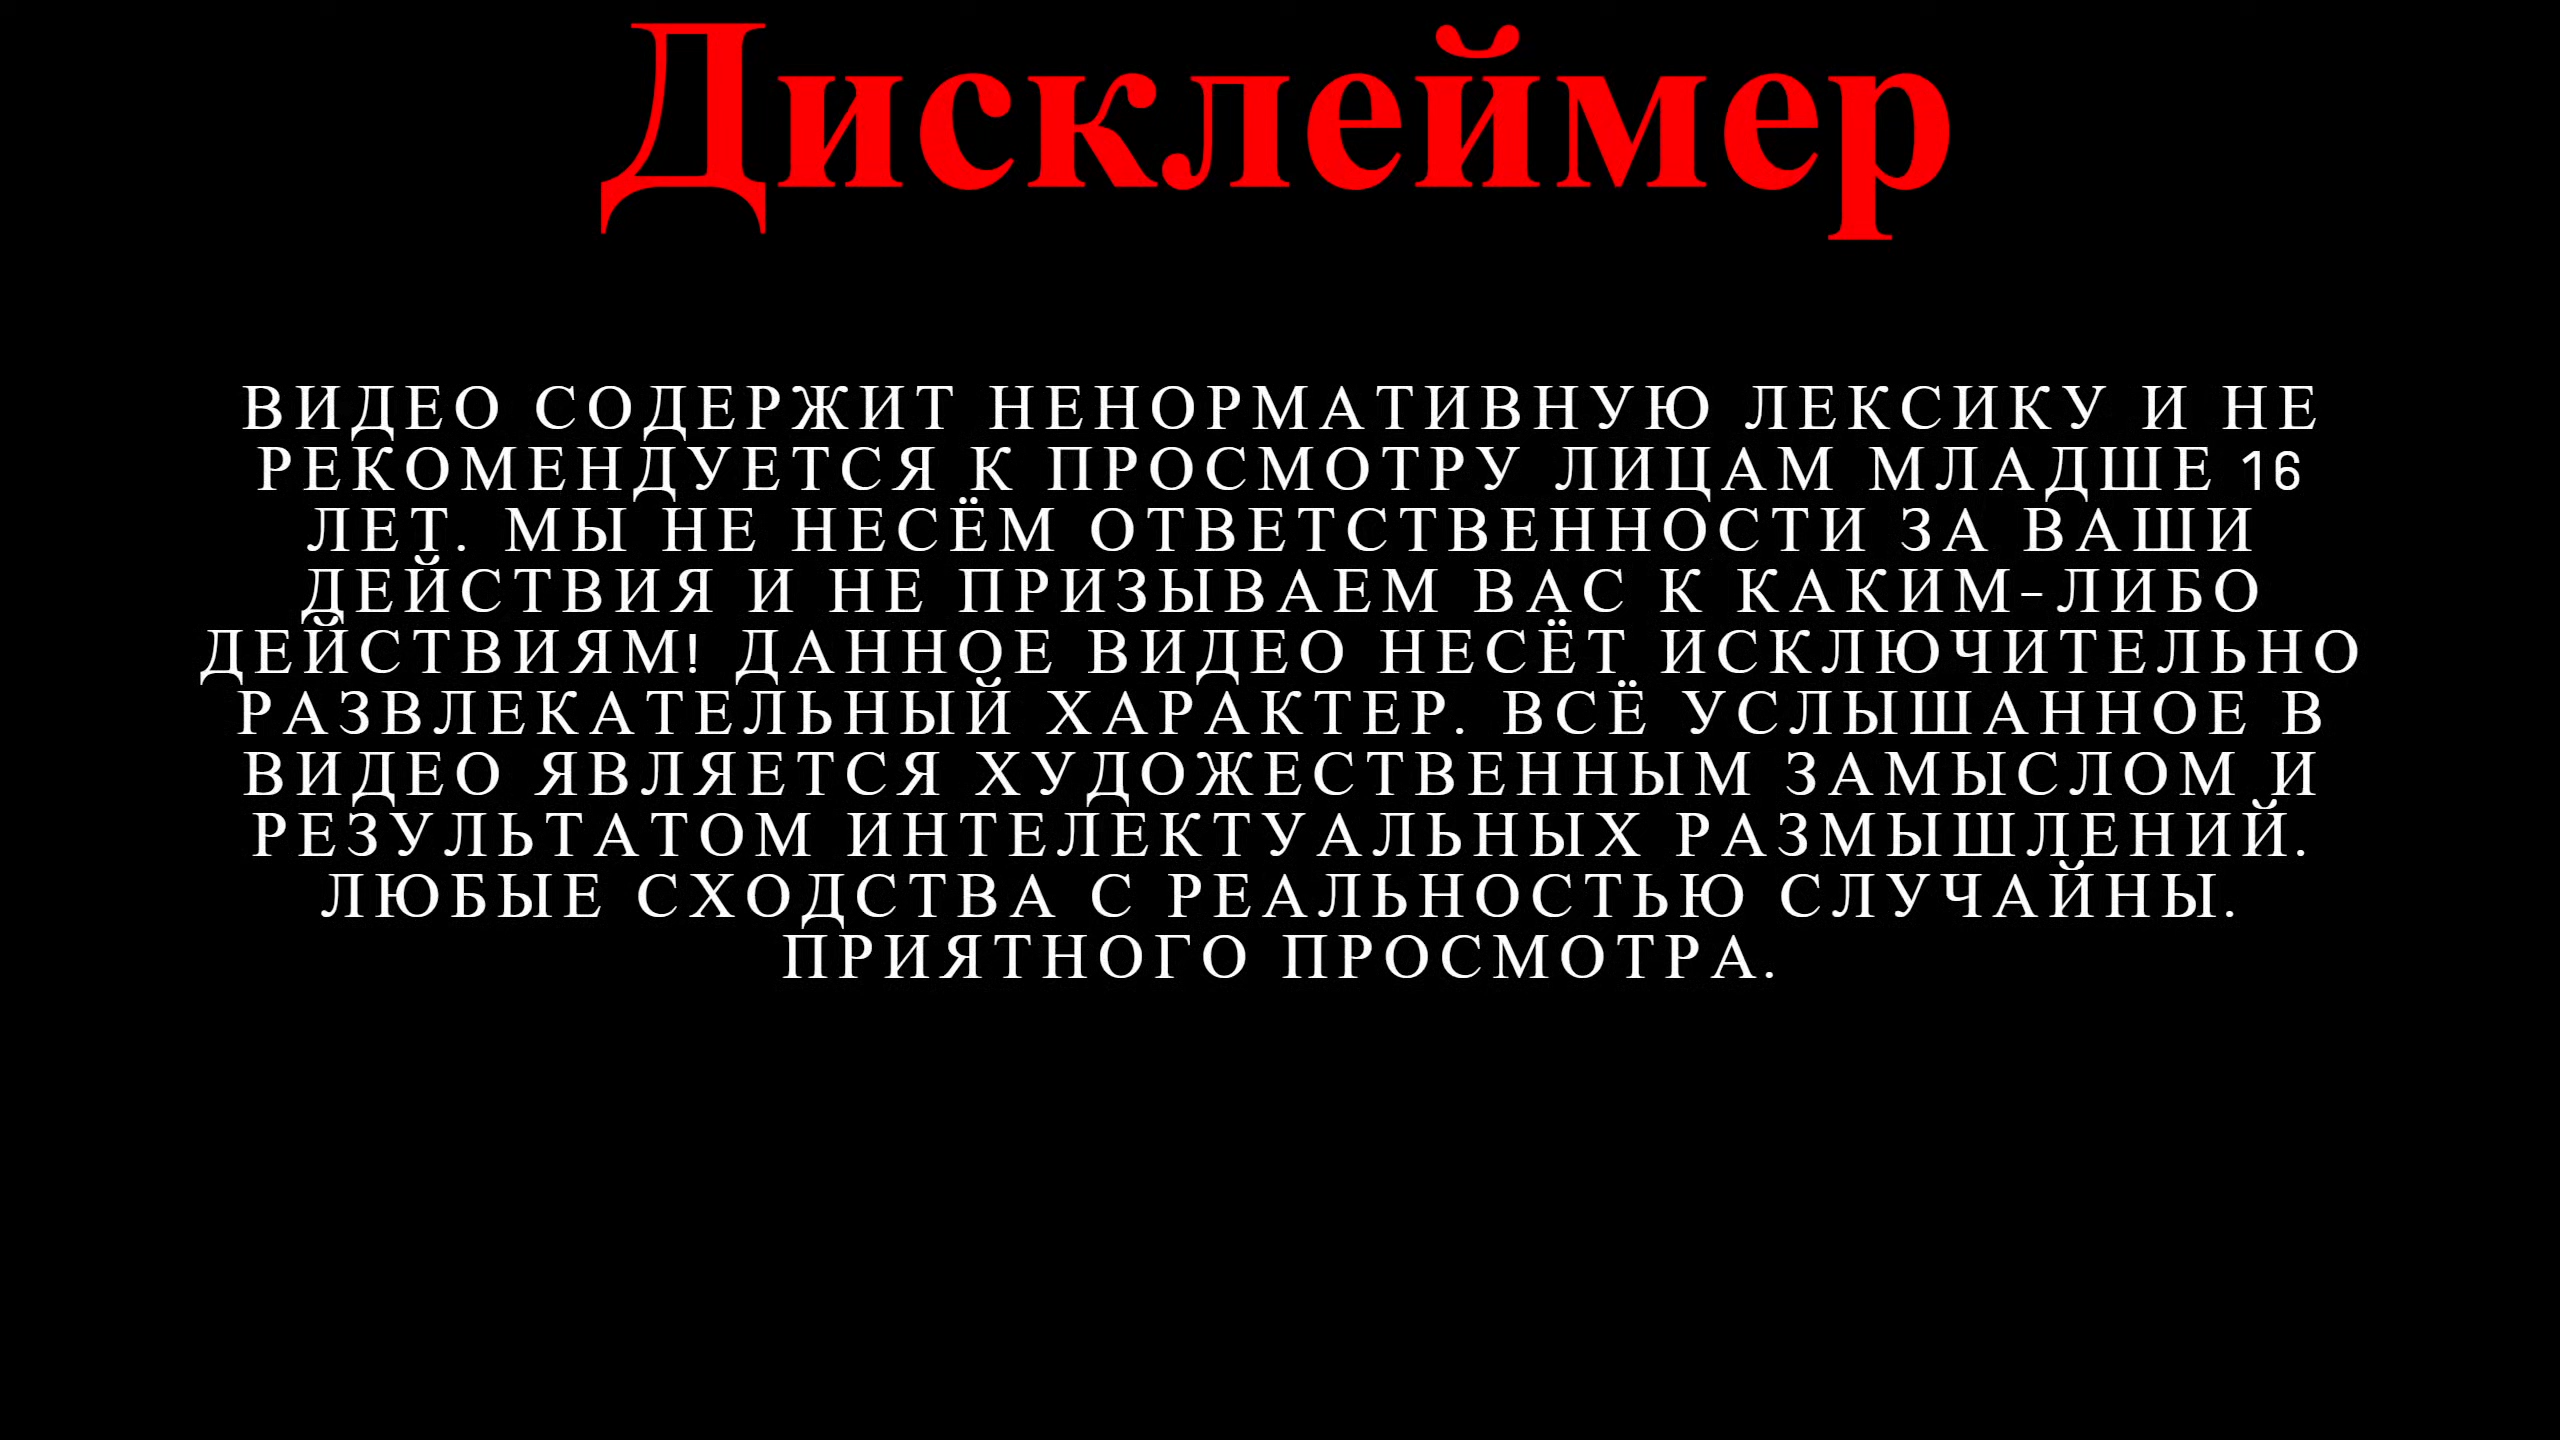 Дисклеймер
ВИДЕО СОДЕРЖИТ НЕНОРМАТИВНУЮ ЛЕКСИКУ И НЕ
РЕКОМЕНДУЕТСЯ К ПРОСМОТРУ ЛИЦАМ МЛАДШЕ 16
ЛЕТ. МЫ НЕ НЕСЁМ ОТВЕТСТВЕННОСТИ ЗА ВАШИ
ДЕЙСТВИЯ И НЕ ПРИЗЫВАЕМ ВАС К КАКИМ-ЛИБО
ДЕЙСТВИЯМ! ДАННОЕ ВИДЕО НЕСЁТ ИСКЛЮЧИТЕЛЬНО
РАЗВЛЕКАТЕЛЬНЫЙ ХАРАКТЕР. ВСЁ УСЛЫШАННОЕ В
ВИДЕО ЯВЛЯЕТСЯ ХУДОЖЕСТВЕННЫМ ЗАМЫСЛОМ И
РЕЗУЛЬТАТОМ ИНТЕЛЕКТУАЛЬНЫХ РАЗМЫШЛЕНИЙ.
ЛЮБЫЕ СХОДСТВА С РЕАЛЬНОСТЬЮ СЛУЧАЙНЫ.
ПРИЯТНОГО ПРОСМОТРА.